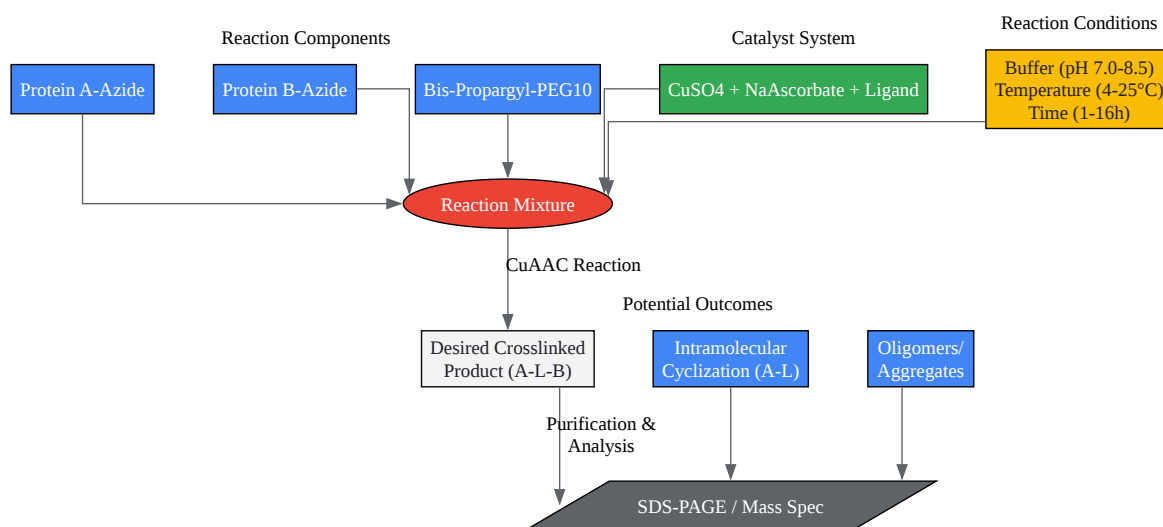 Reaction Components
Catalyst System
Reaction Conditions
Protein A-Azide
Protein B-Azide
Bis-Propargyl-PEG10
CuSO4 + NaAscorbate + Ligand
Buffer (pH 7.0-8.5)
Temperature (4-25°C)
Time (1-16h)
Reaction Mixture
CuAAC Reaction
Potential Outcomes
Desired Crosslinked
Product (A-L-B)
Intramolecular
Cyclization (A-L)
Oligomers/
Aggregates
Purification &
Analysis
SDS-PAGE / Mass Spec